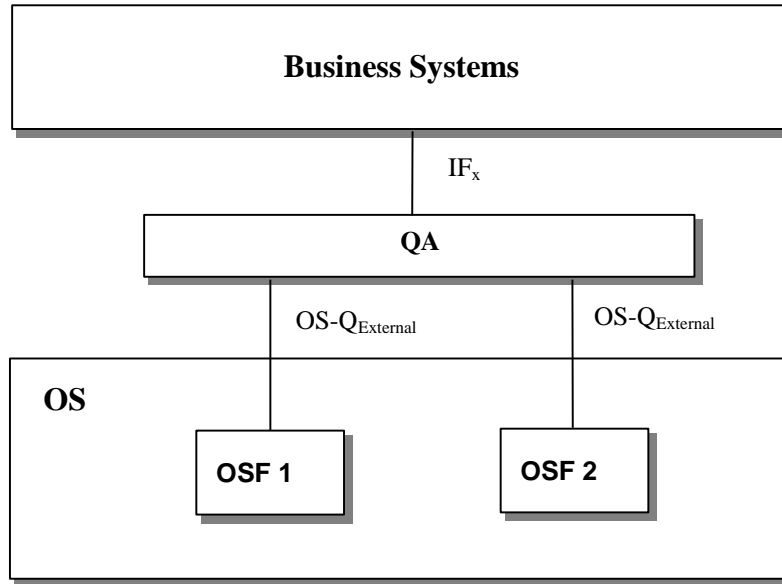 Business Systems
IFx
QA
OS-QExternal
OS-QExternal
OS
OSF 1
OSF 2